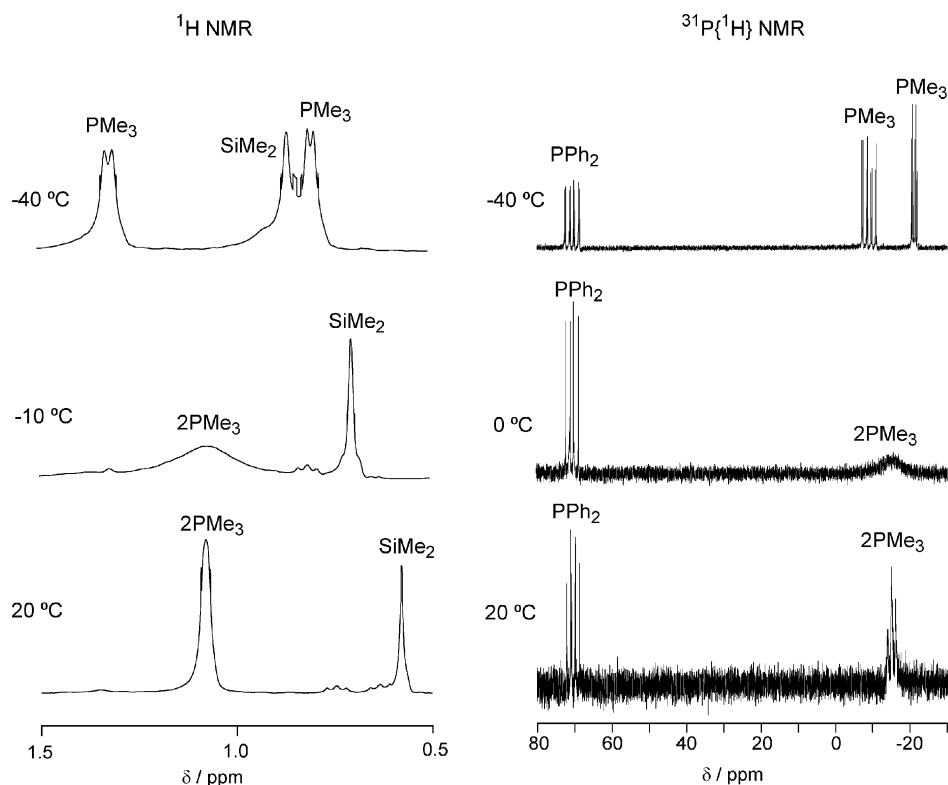 ¹H NMR
³¹P{¹H} NMR
PMe₃
SiMe₂
PMe₃
-40 ºC
PPh₂
PMe₃
PMe₃
-40 ºC
SiMe₂
2PMe₃
-10 ºC
PPh₂
0 ºC
2PMe₃
2PMe₃
SiMe₂
20 ºC
PPh₂
2PMe₃
20 ºC
1.5 1.0 0.5
δ / ppm
80 60 40 20 0 -20
δ / ppm